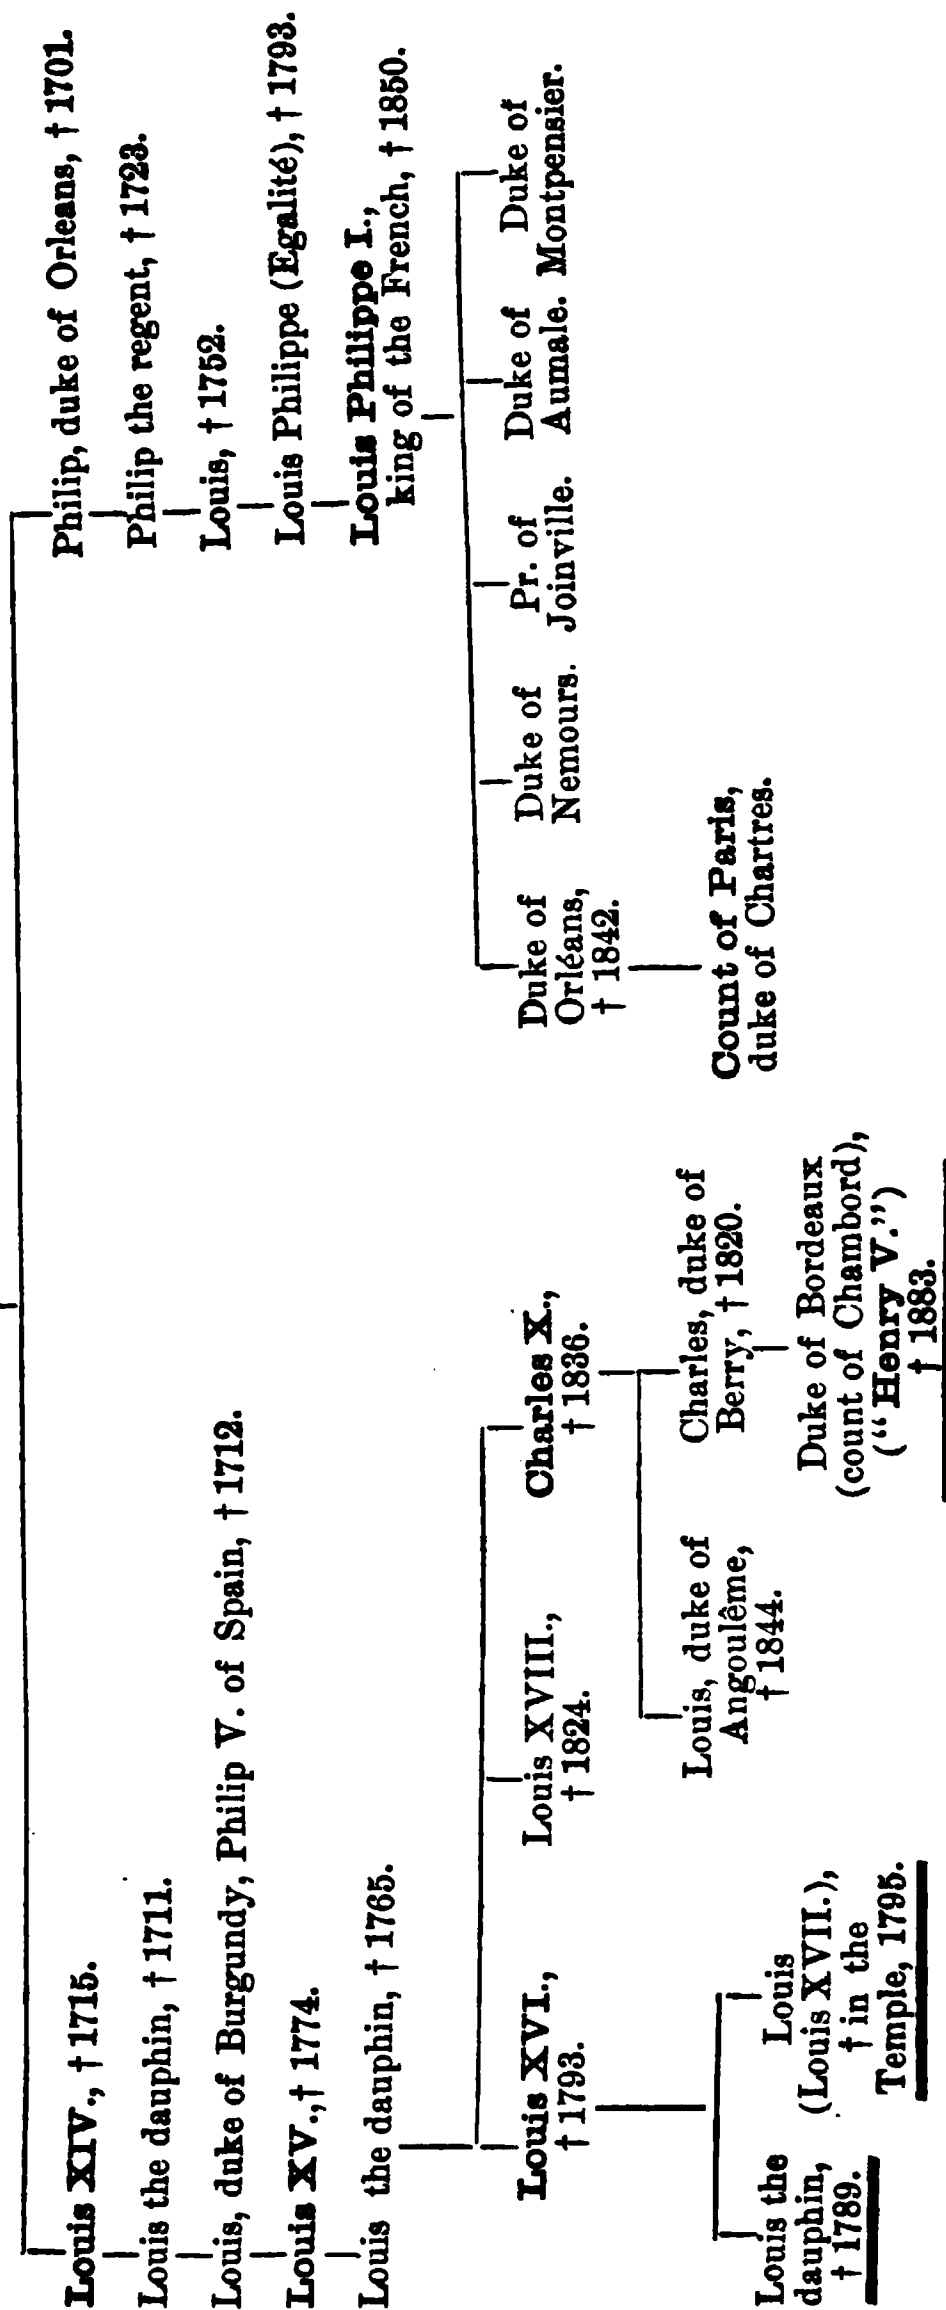 Louis XIV., † 1715.
Louis the dauphin, † 1711.
Louis, duke of Burgundy, Philip V. of Spain, † 1712.
Louis XV., † 1774.
Louis the dauphin, † 1765.
Louis XVI.,
† 1793.
Louis XVIII.,
† 1824.
Charles X.,
† 1836.
Louis the
dauphin,
† 1789.
Louis
(Louis XVII.),
† in the
Temple, 1795.
Louis, duke of
Angoulême,
† 1844.
Charles, duke of
Berry, † 1820.
Duke of Bordeaux
(count of Chambord),
(“Henry V.”)
† 1883.
Philip, duke of Orleans, † 1701.
Philip the regent, † 1723.
Louis, † 1752.
Louis Philippe (Egalité), † 1793.
Louis Philippe I.,
king of the French, † 1850.
Duke of
Orléans,
† 1842.
Duke of
Nemours.
Pr. of
Joinville.
Duke of
Aumale.
Duke of
Montpensier.
Count of Paris,
duke of Chartres.